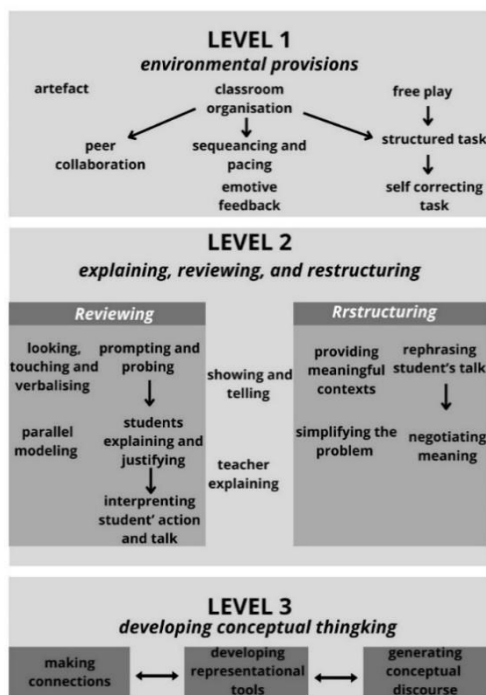 LEVEL 1
environmental provisions
artefact
classroom
organisation
free play
peer
collaboration
sequeancing and
pacing
structured task
emotive
feedback
self correcting
task
LEVEL 2
explaining, reviewing, and restructuring
Reviewing
Rrstructuring
looking,
touching and
verbalising
prompting and
probing
showing and
telling
providing
meaningful
contexts
rephrasing
student's talk
parallel
modeling
students
explaining and
justifying
teacher
explaining
simplifying the
problem
negotiating
meaning
interprenting
student' action
and talk
LEVEL 3
developing conceptual thingking
making
connections
developing
representational
tools
generating
conceptual
discourse